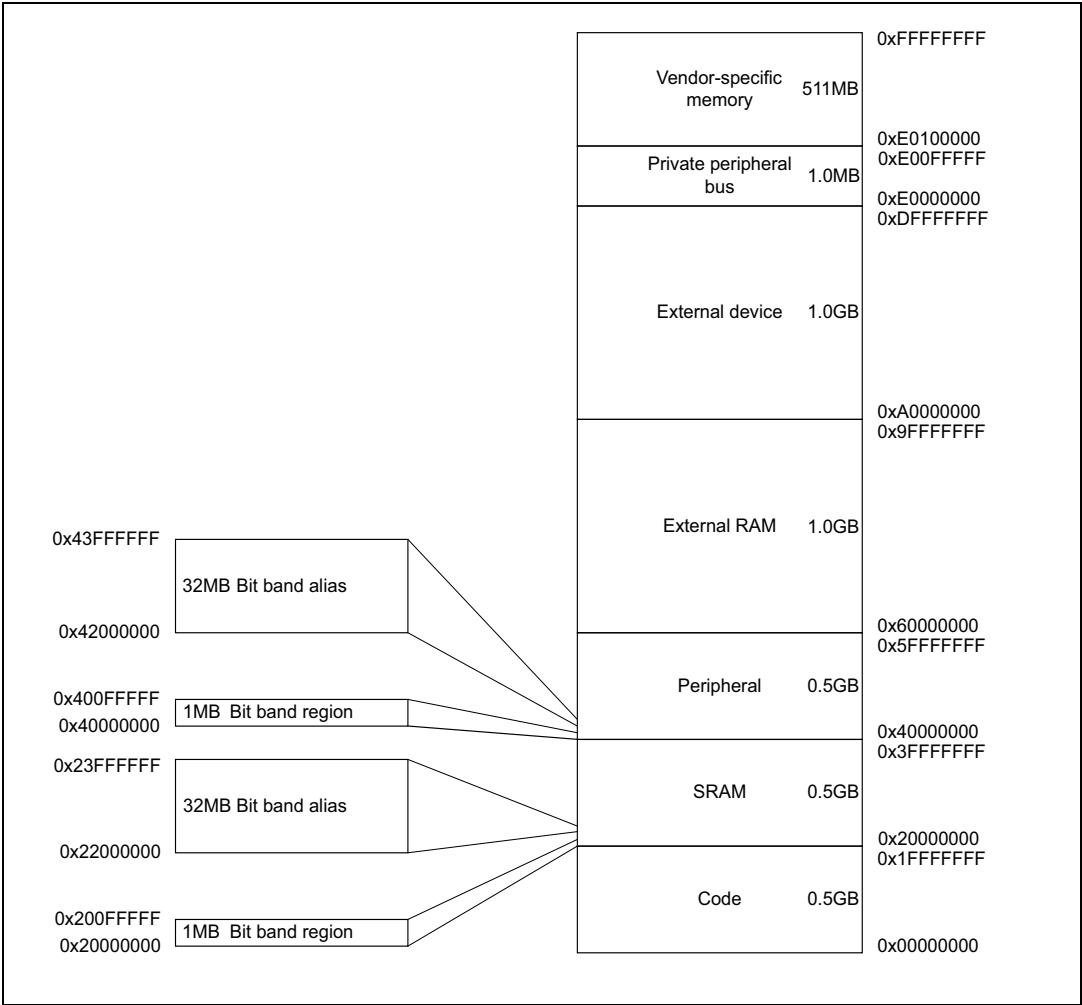 0xFFFFFFFF
Vendor-specific
memory
511MB
0xE0100000
0xE00FFFFF
Private peripheral
bus
1.0MB
0xE0000000
0xDFFFFFFF
External device 1.0GB
0xA0000000
0x9FFFFFFF
External RAM 1.0GB
0x43FFFFFF
32MB Bit band alias
0x42000000
0x60000000
0x5FFFFFFF
Peripheral 0.5GB
0x400FFFFF
1MB Bit band region
0x40000000
0x40000000
0x3FFFFFFF
0x23FFFFFF
32MB Bit band alias
0x22000000
SRAM 0.5GB
0x20000000
0x1FFFFFFF
Code 0.5GB
0x200FFFFF
1MB Bit band region
0x20000000
0x00000000